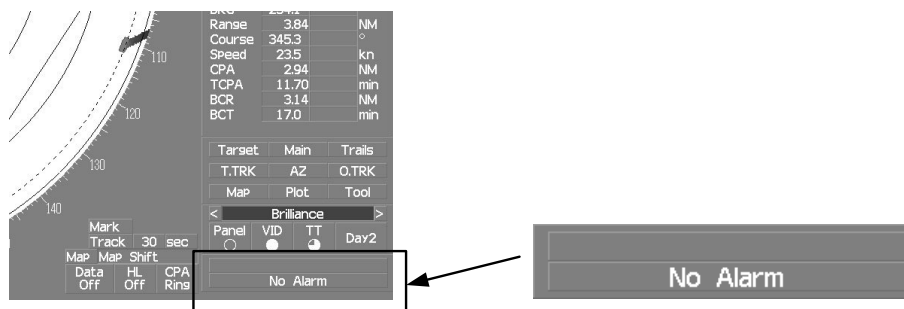 BRG 234.1
Range 3.84 NM
Course 345.3 °
Speed 23.5 kn
CPA 2.94 NM
TCPA 11.70 min
BCR 3.14 NM
BCT 17.0 min
110
120
130
140
Target Main Trails
T.TRK AZ O.TRK
Map Plot Tool
< Brilliance >
Panel VID TT Day2
Mark
Track 30 sec
Map Map Shift
Data Off HL Off CPA Ring
No Alarm
No Alarm